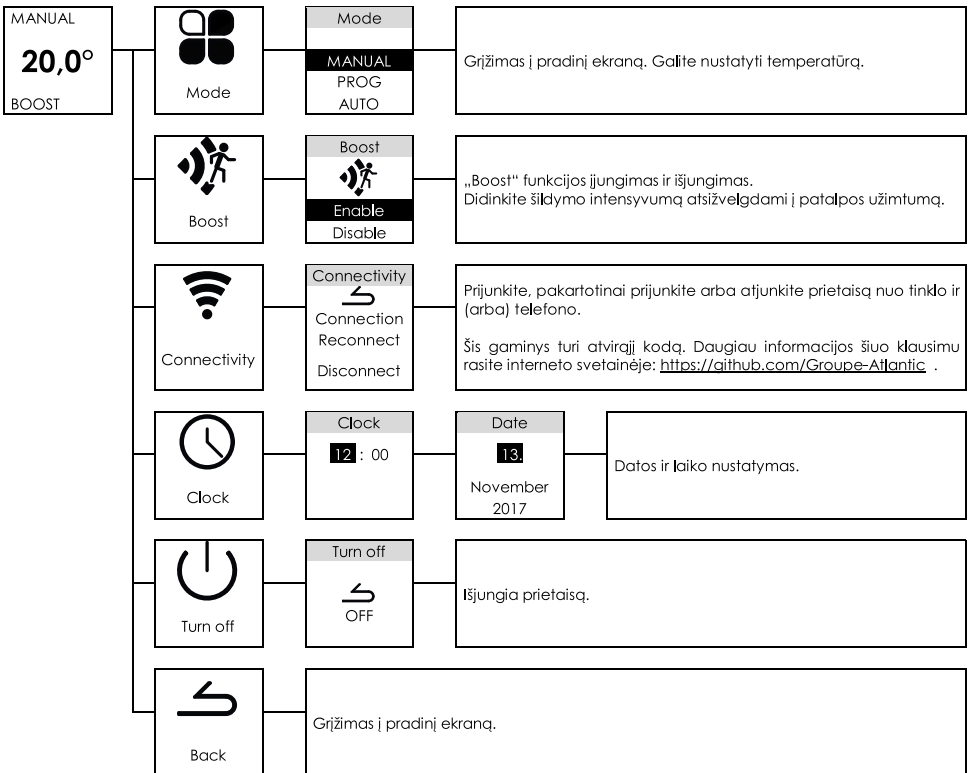 MANUAL
20,0°
BOOST
Mode
Mode
MANUAL
PROG
AUTO
Grįžimas į pradinį ekraną. Galite nustatyti temperatūrą.
Boost
Boost
Enable
Disable
„Boost“ funkcijos įjungimas ir išjungimas.
Didinkite šildymo intensyvumą atsižvelgdami į patalpos užimtumą.
Connectivity
Connectivity
Connection
Reconnect
Disconnect
Prijunkite, pakartotinai prijunkite arba atjunkite prietaisą nuo tinklo ir
(arba) telefono.
Šis gaminys turi atvirąjį kodą. Daugiau informacijos šiuo klausimu
rasite interneto svetainėje: https://github.com/Groupe-Atlantic .
Clock
Clock
12 : 00
Date
13.
November
2017
Datos ir laiko nustatymas.
Turn off
Turn off
OFF
Išjungia prietaisą.
Back
Grįžimas į pradinį ekraną.